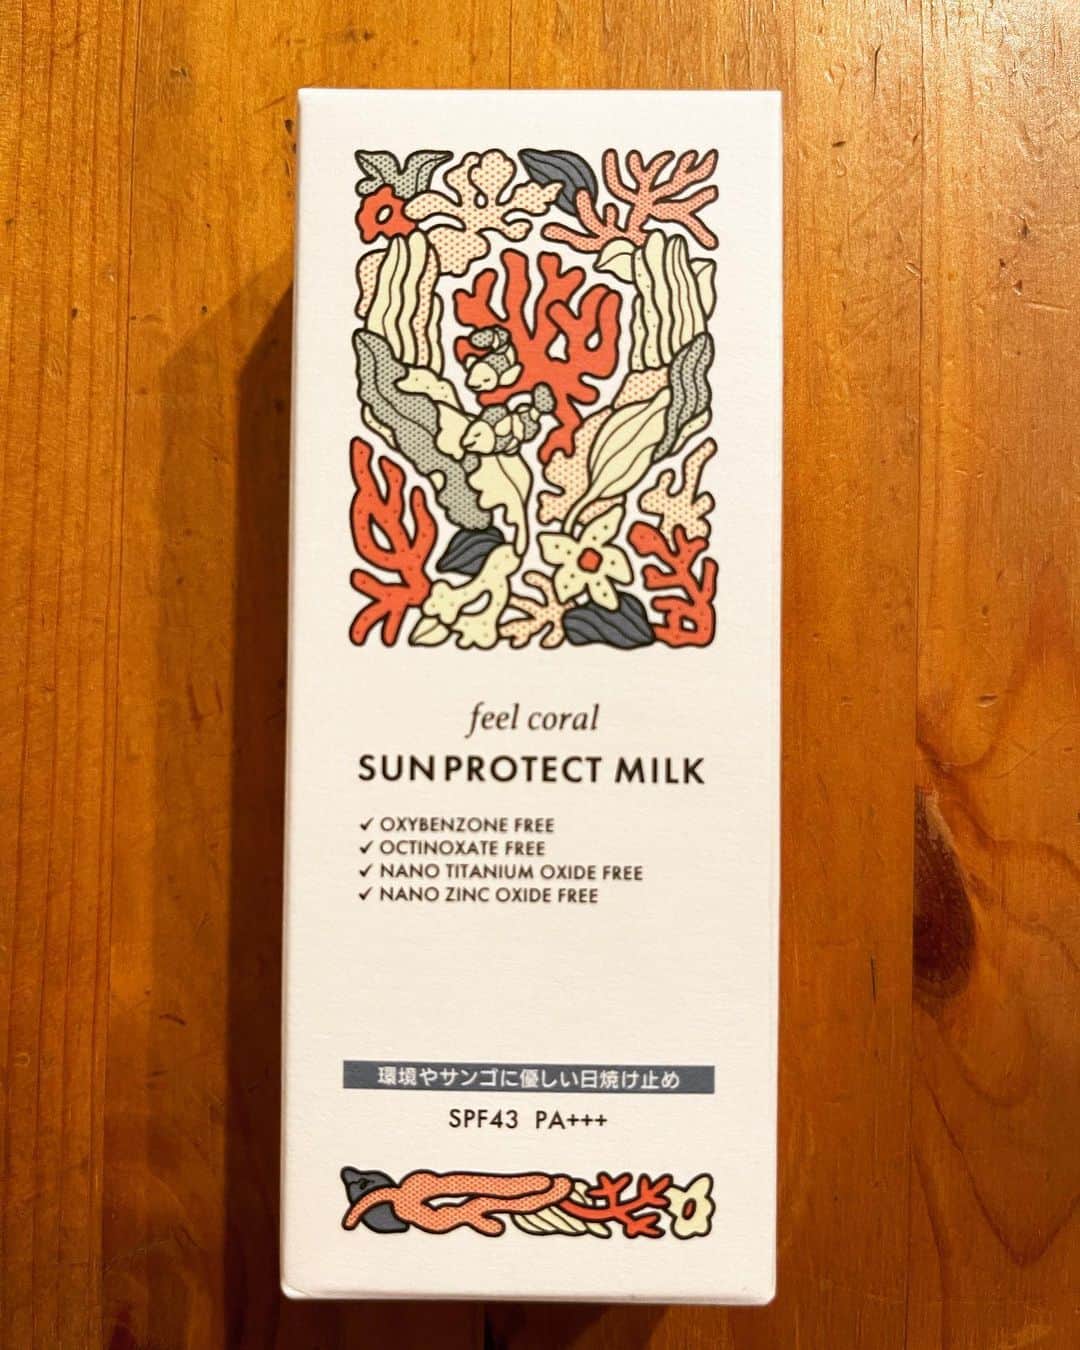 feel coral
SUN PROTECT MILK
✓ OXYBENZONE FREE
✓ OCTINOXATE FREE
✓ NANO TITANIUM OXIDE FREE
✓ NANO ZINC OXIDE FREE
環境やサンゴに優しい日焼け止め
SPF43 PA+++